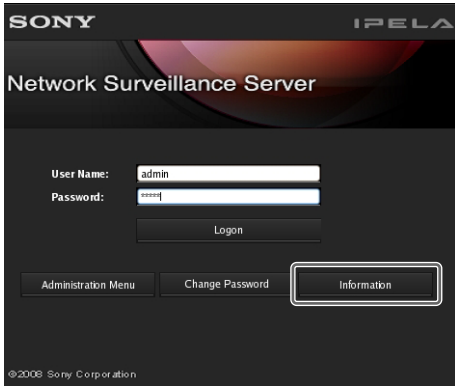 SONY IPELA
Network Surveillance Server
User Name: admin
Password: *****
Logon
Administration Menu Change Password Information
©2008 Sony Corporation